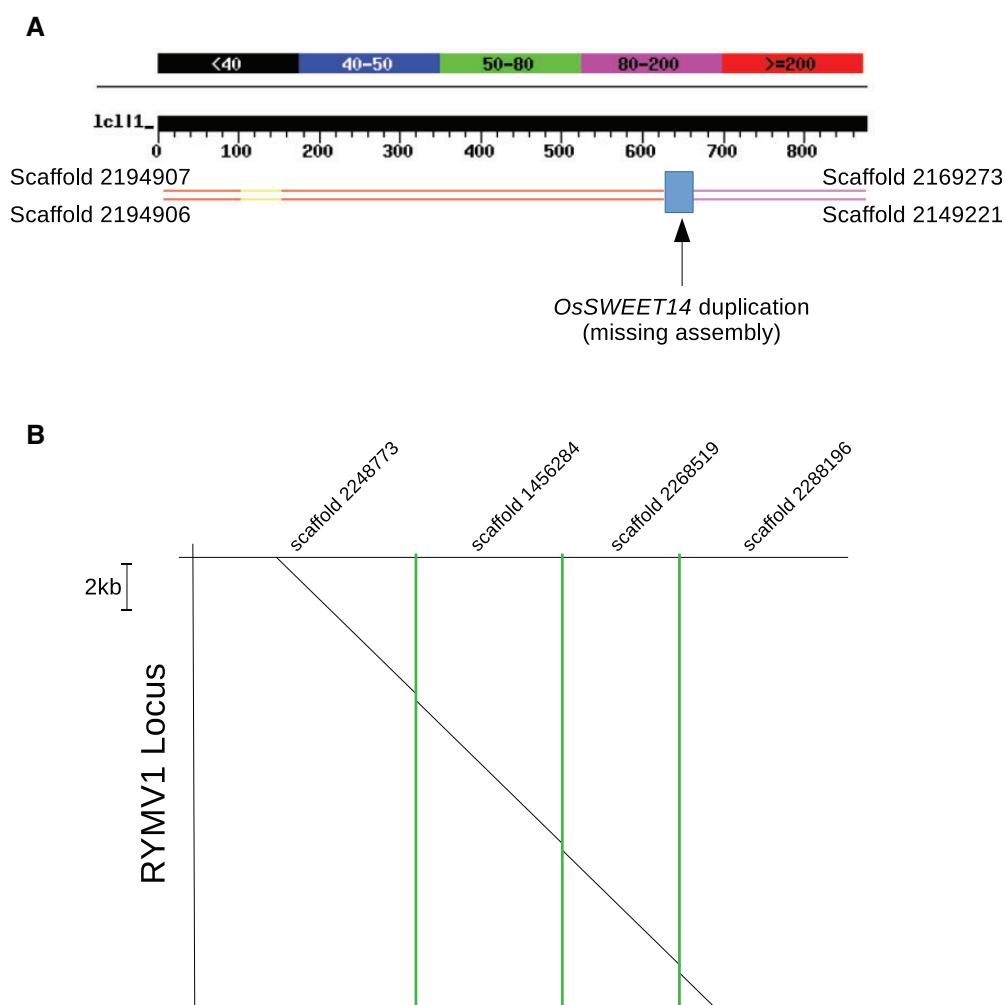 A
<40 40-50 50-80 80-200 >=200
lcl|1_
0 100 200 300 400 500 600 700 800
Scaffold 2194907 Scaffold 2169273
Scaffold 2194906 Scaffold 2149221
OsSWEET14 duplication
(missing assembly)
B
scaffold 2248773
scaffold 1456284
scaffold 2268519
scaffold 2288196
2kb
RYMV1 Locus